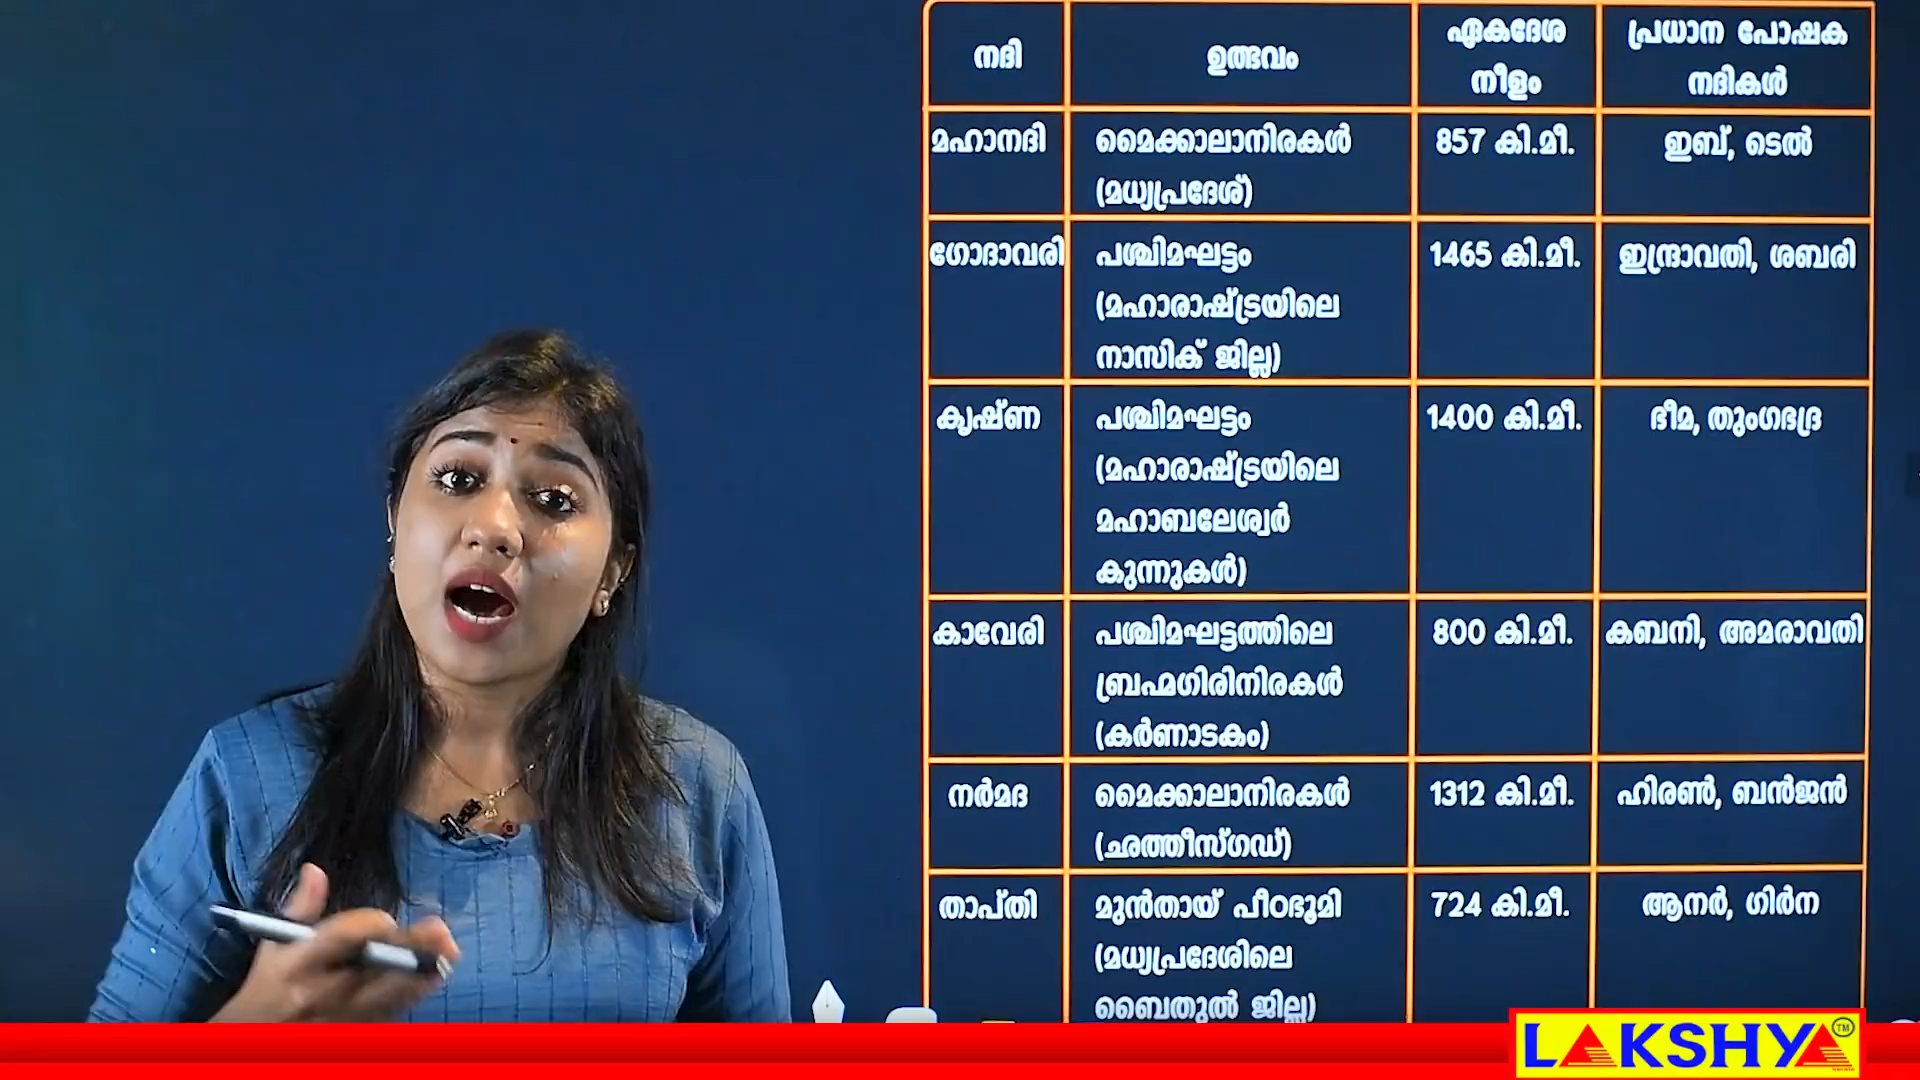 നദി
ഉത്ഭവം
ഏകദേശ
നീളം
പ്രധാന പോഷക
നദികൾ
മഹാനദി
മൈക്കാലാനിരകൾ
(മധ്യപ്രദേശ്)
857 കി.മീ.
ഇബ്, ടെൽ
ഗോദാവരി
പശ്ചിമഘട്ടം
(മഹാരാഷ്ട്രയിലെ
നാസിക് ജില്ല)
1465 കി.മീ.
ഇന്ദ്രാവതി, ശബരി
കൃഷ്ണ
പശ്ചിമഘട്ടം
(മഹാരാഷ്ട്രയിലെ
മഹാബലേശ്വർ
കുന്നുകൾ)
1400 കി.മീ.
ഭീമ, തുംഗഭദ്ര
കാവേരി
പശ്ചിമഘട്ടത്തിലെ
ബ്രഹ്മഗിരിനിരകൾ
(കർണാടകം)
800 കി.മീ.
കബനി, അമരാവതി
നർമദ
മൈക്കാലാനിരകൾ
(ഛത്തീസ്ഗഡ്)
1312 കി.മീ.
ഹിരൺ, ബൻജൻ
താപ്തി
മുൻതായ് പീഠഭൂമി
(മധ്യപ്രദേശിലെ
ബൈതുൽ ജില്ല)
724 കി.മീ.
ആനർ, ഗിർന
LAKSHYA TM